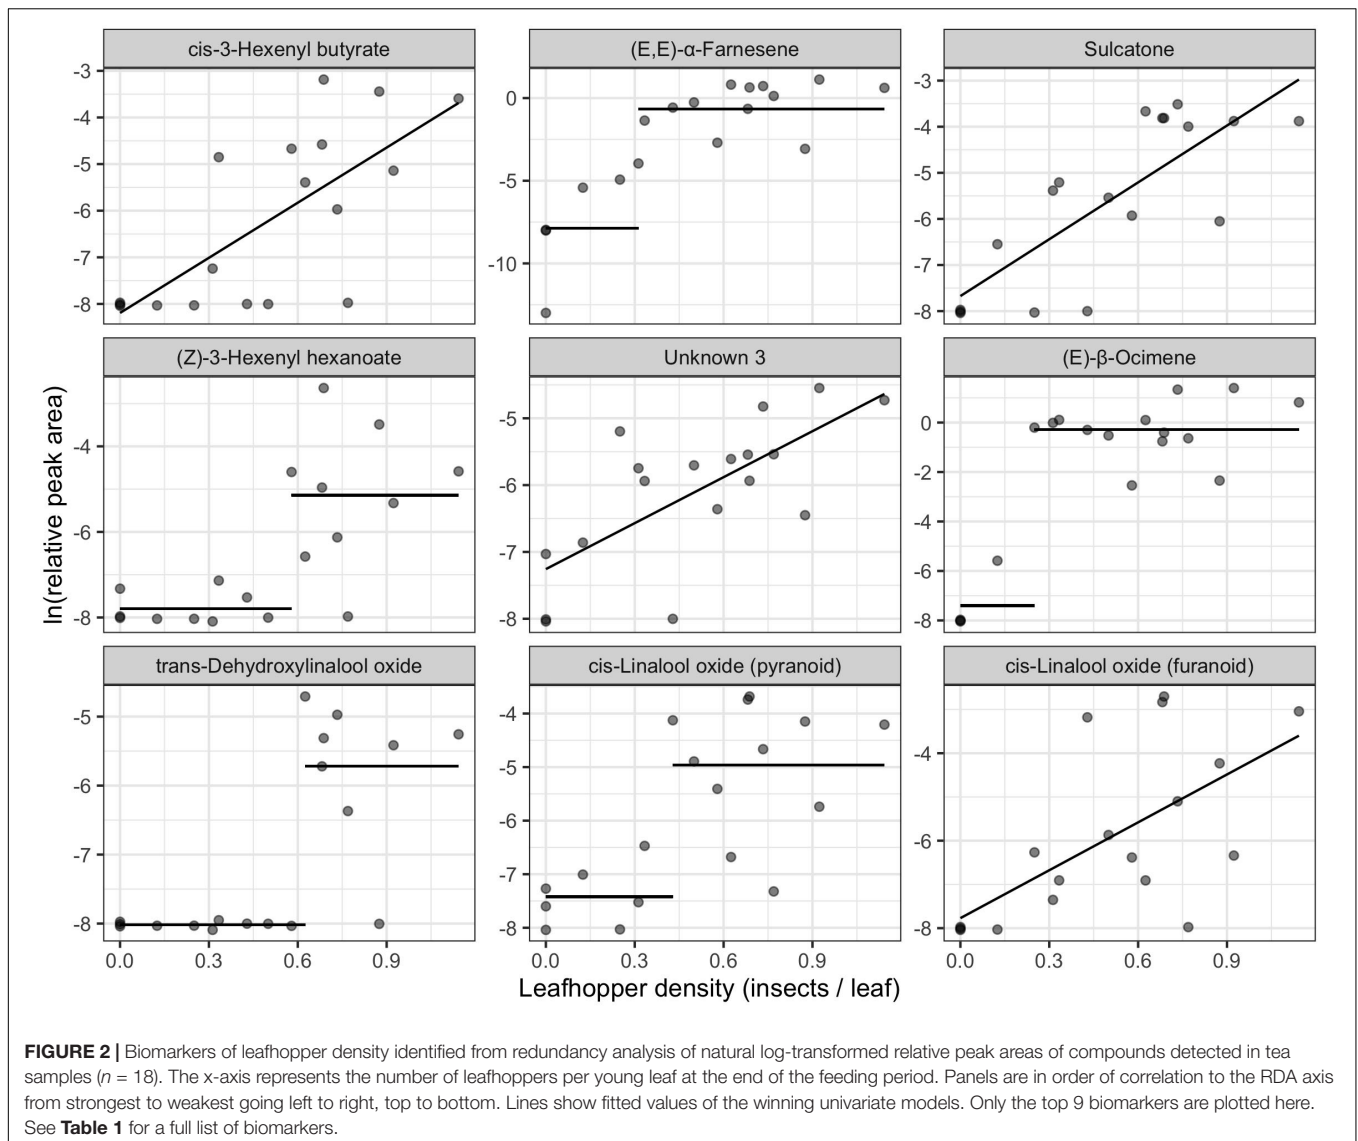 cis-3-Hexenyl butyrate
(E,E)-α-Farnesene
Sulcatone
-3
-4
-5
-6
-7
-8
0
-5
-10
-3
-4
-5
-6
-7
-8
(Z)-3-Hexenyl hexanoate
Unknown 3
(E)-β-Ocimene
ln(relative peak area)
-4
-6
-8
-5
-6
-7
-8
0
-2
-4
-6
-8
trans-Dehydroxylinalool oxide
cis-Linalool oxide (pyranoid)
cis-Linalool oxide (furanoid)
-5
-6
-7
-8
-4
-5
-6
-7
-8
-4
-6
-8
0.0 0.3 0.6 0.9
0.0 0.3 0.6 0.9
0.0 0.3 0.6 0.9
Leafhopper density (insects / leaf)
FIGURE 2 | Biomarkers of leafhopper density identified from redundancy analysis of natural log-transformed relative peak areas of compounds detected in tea
samples (n = 18). The x-axis represents the number of leafhoppers per young leaf at the end of the feeding period. Panels are in order of correlation to the RDA axis
from strongest to weakest going left to right, top to bottom. Lines show fitted values of the winning univariate models. Only the top 9 biomarkers are plotted here.
See Table 1 for a full list of biomarkers.